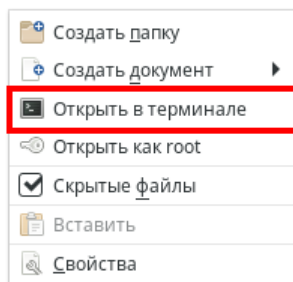 Создать папку
Создать документ
Открыть в терминале
Открыть как root
Скрытые файлы
Вставить
Свойства